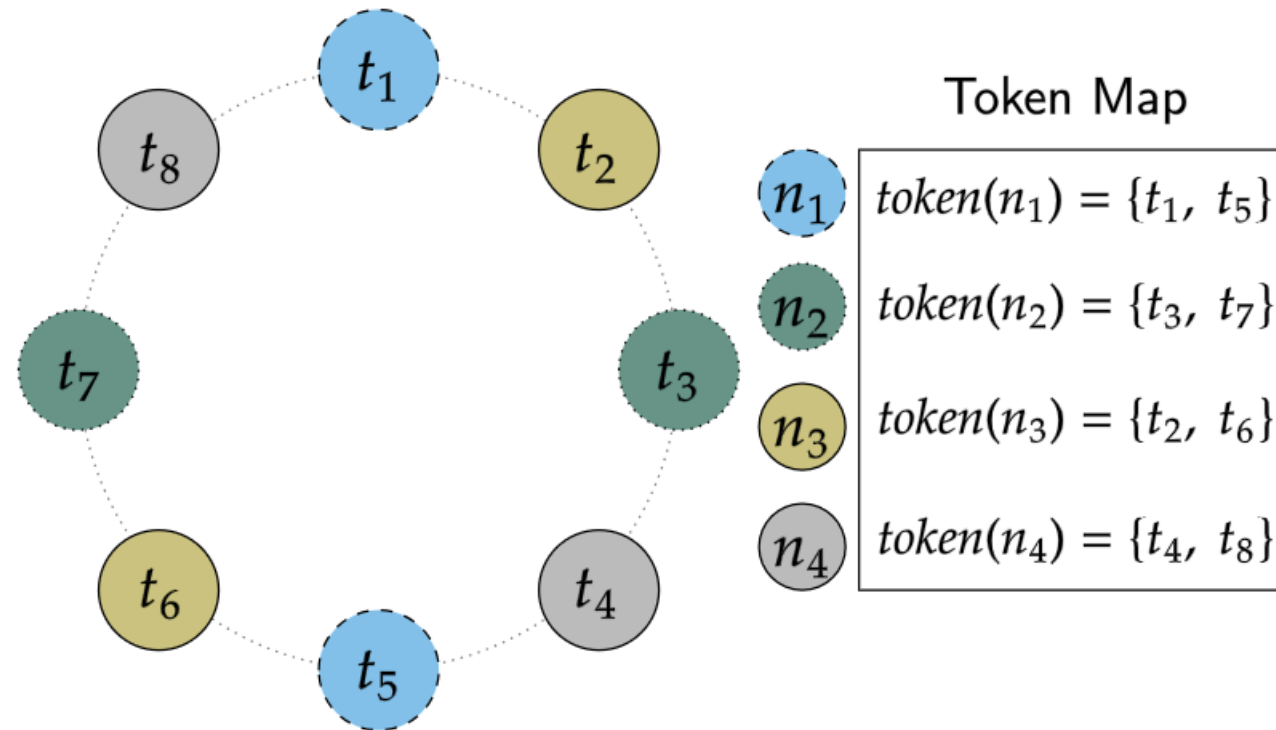 t₁
t₂
t₃
t₄
t₅
t₆
t₇
t₈
Token Map
n₁ token(n₁) = {t₁, t₅}
n₂ token(n₂) = {t₃, t₇}
n₃ token(n₃) = {t₂, t₆}
n₄ token(n₄) = {t₄, t₈}